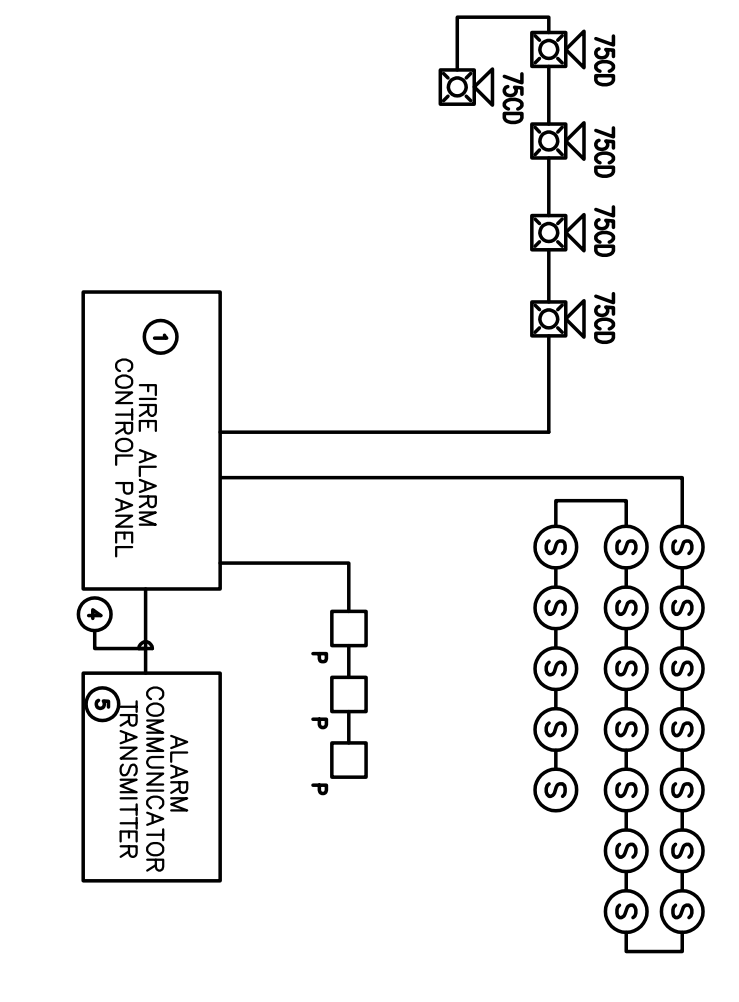 75CD
75CD
75CD
75CD
75CD
S S S S S S S
S S S S S S S
S S S S S
P P P
1
FIRE ALARM
CONTROL PANEL
4
ALARM
COMMUNICATOR
TRANSMITTER
5